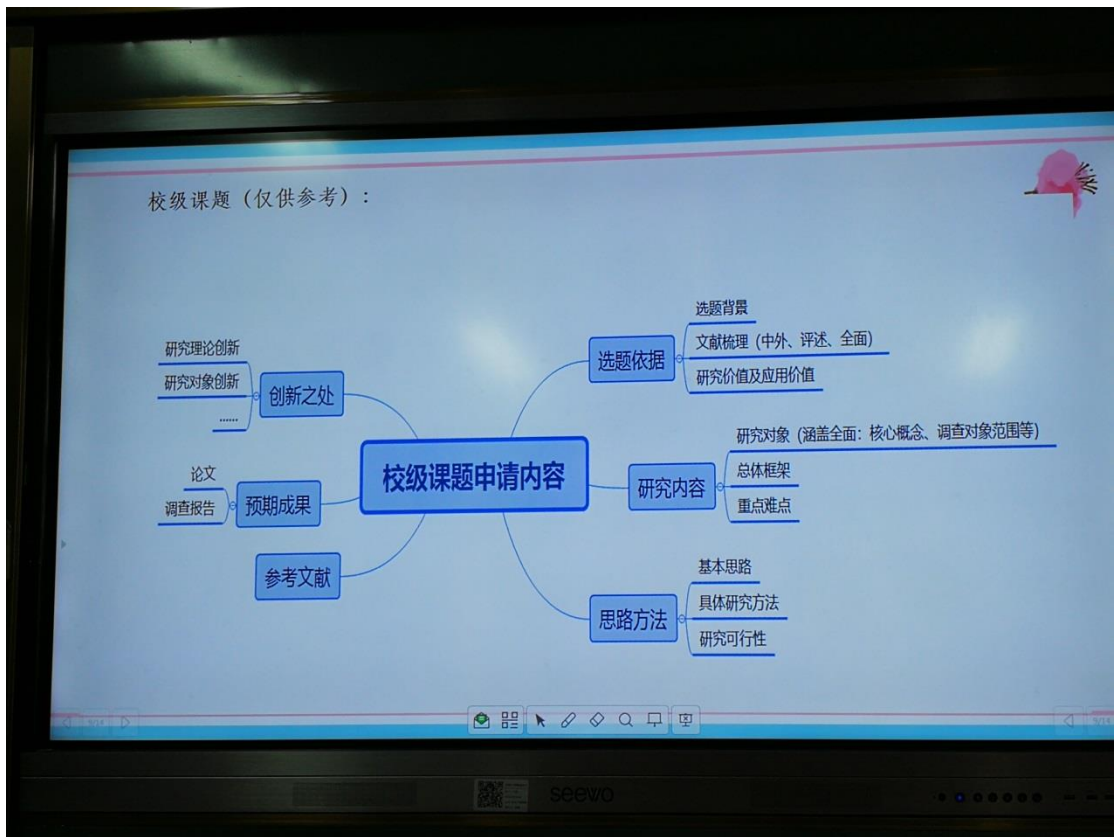 校级课题（仅供参考）：
选题背景
选题依据
文献梳理（中外、评述、全面）
研究价值及应用价值
研究理论创新
研究对象创新
创新之处
......
校级课题申请内容
研究对象（涵盖全面：核心概念、调查对象范围等）
研究内容
总体框架
重点难点
论文
预期成果
调查报告
参考文献
基本思路
思路方法
具体研究方法
研究可行性
9/14
9/14
seewo